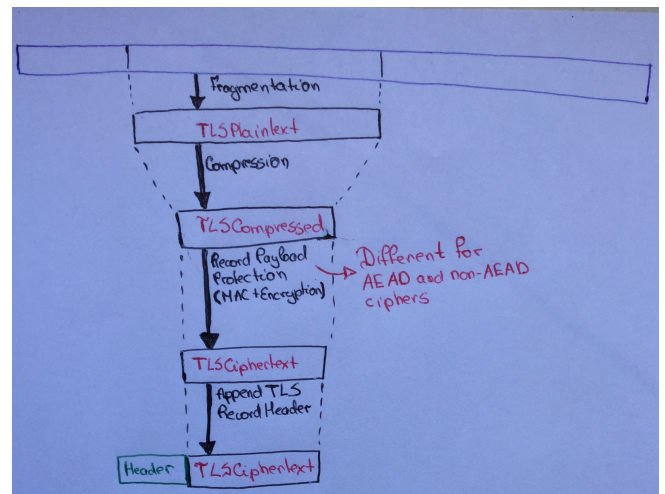 Fragmentation
TLSPlaintext
Compression
TLSCompressed
Record Payload
Protection
(MAC + Encryption)
Different for
AEAD and non-AEAD
ciphers
TLSCiphertext
Append TLS
Record Header
Header
TLSCiphertext